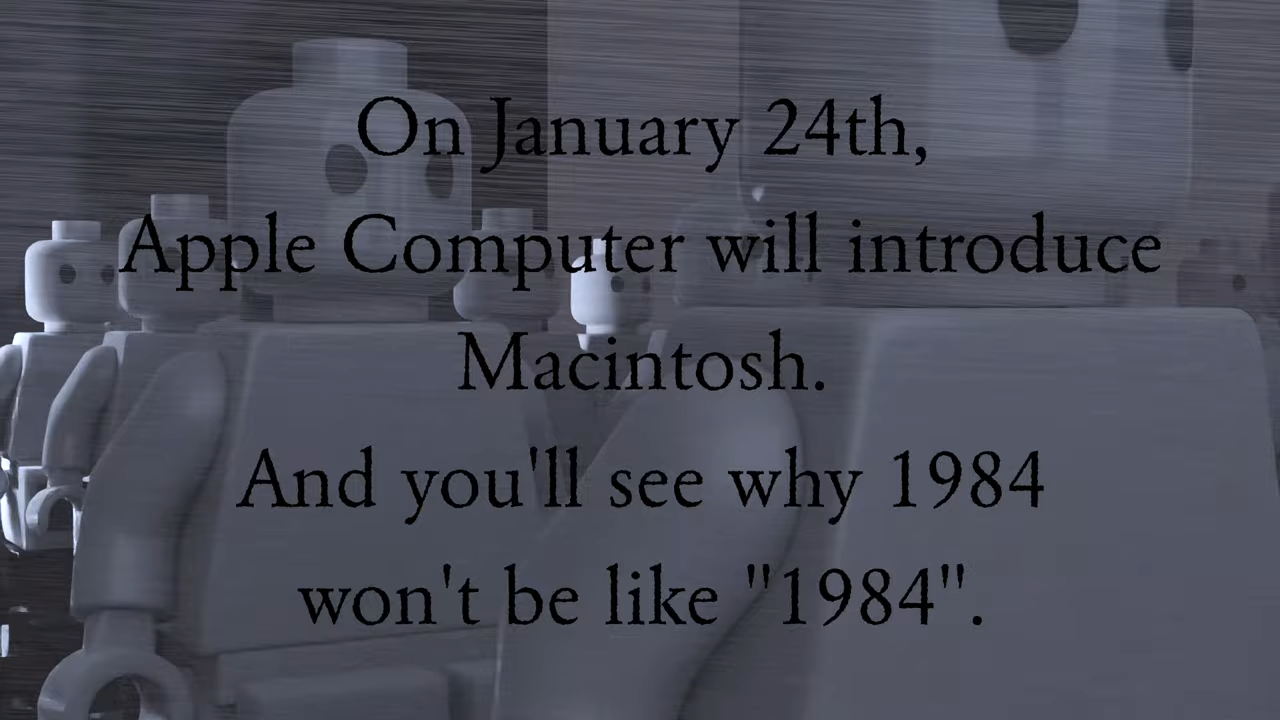 On January 24th,
Apple Computer will introduce
Macintosh.
And you'll see why 1984
won't be like "1984".